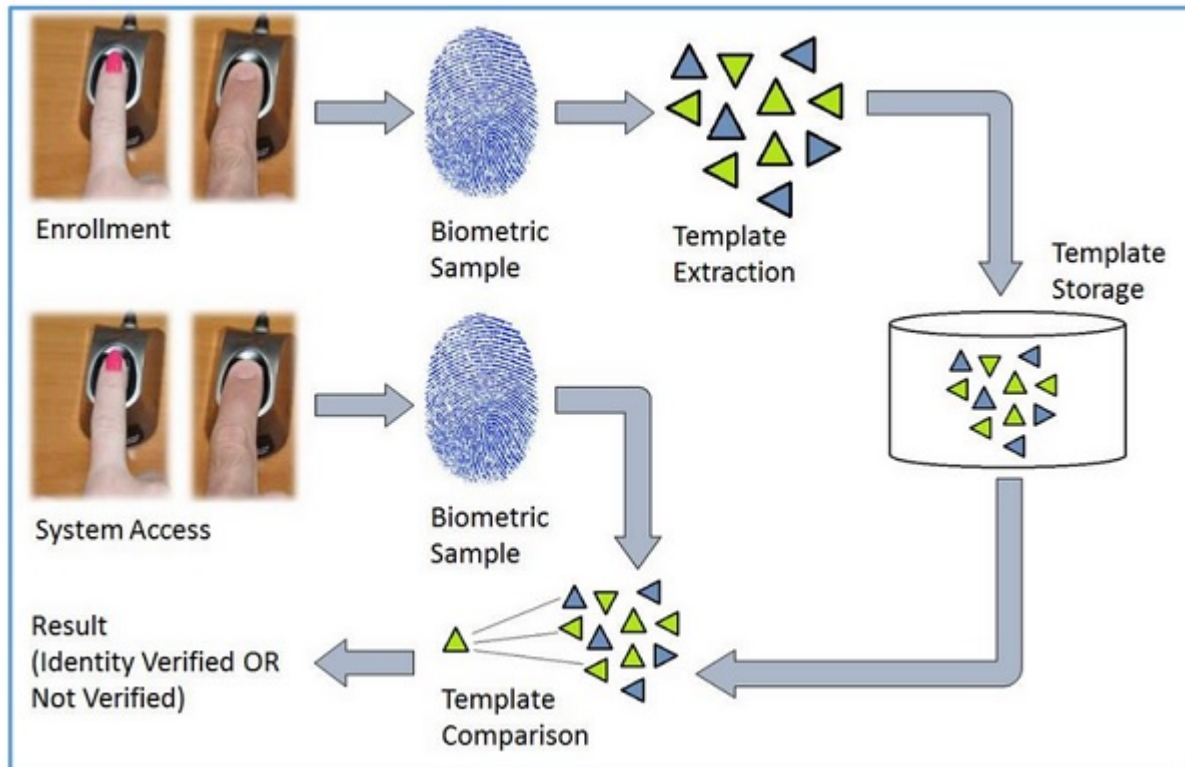 Enrollment
Biometric
Sample
Template
Extraction
Template
Storage
System Access
Biometric
Sample
Result
(Identity Verified OR
Not Verified)
Template
Comparison